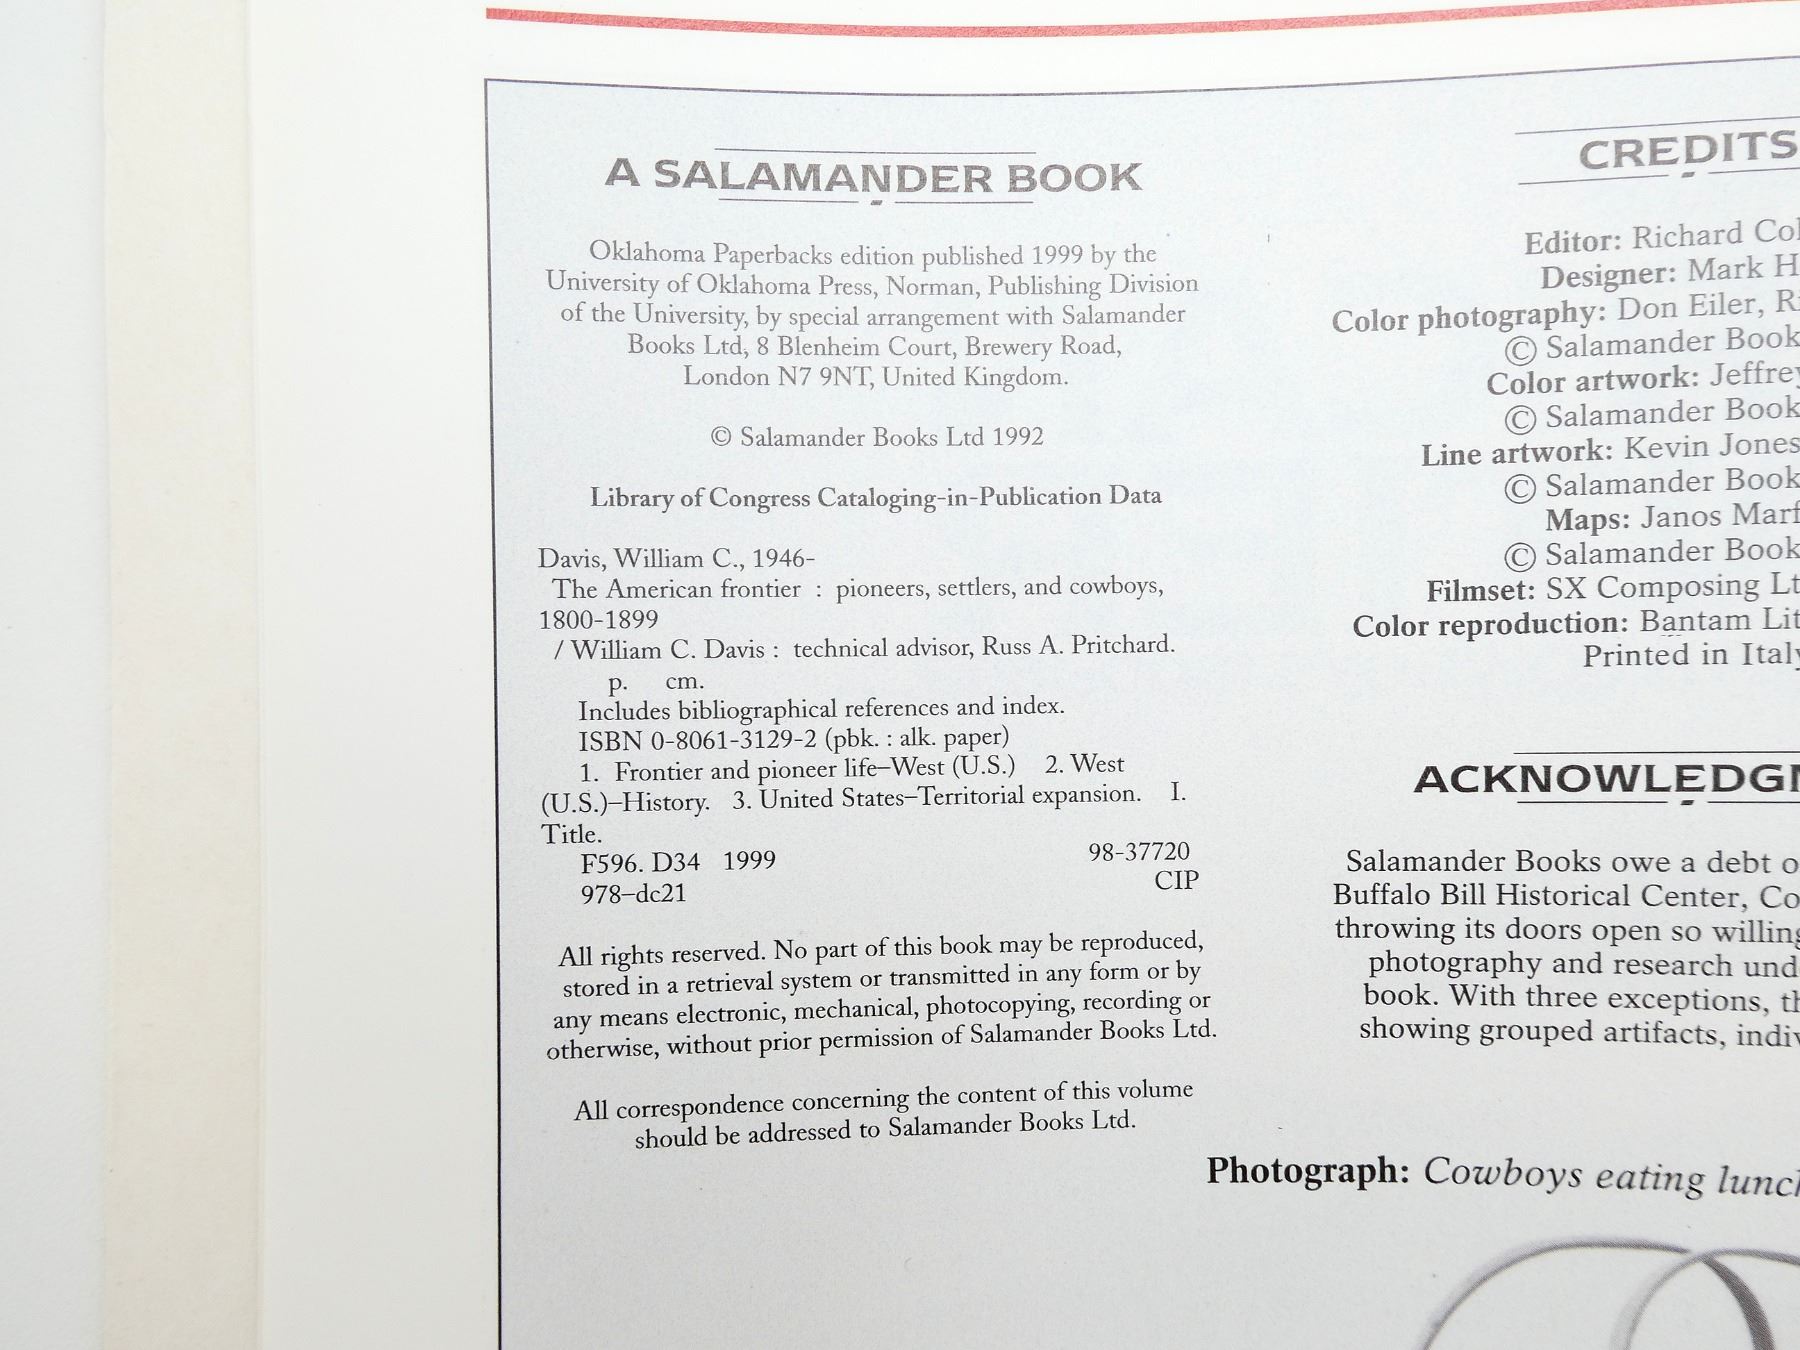 A SALAMANDER BOOK
Oklahoma Paperbacks edition published 1999 by the
University of Oklahoma Press, Norman, Publishing Division
of the University, by special arrangement with Salamander
Books Ltd, 8 Blenheim Court, Brewery Road,
London N7 9NT, United Kingdom.
© Salamander Books Ltd 1992
Library of Congress Cataloging-in-Publication Data
Davis, William C., 1946-
The American frontier : pioneers, settlers, and cowboys,
1800-1899
/ William C. Davis : technical advisor, Russ A. Pritchard.
p. cm.
Includes bibliographical references and index.
ISBN 0-8061-3129-2 (pbk. : alk. paper)
1. Frontier and pioneer life–West (U.S.) 2. West
(U.S.)–History. 3. United States–Territorial expansion. I.
Title.
F596. D34 1999 98-37720
978–dc21 CIP
All rights reserved. No part of this book may be reproduced,
stored in a retrieval system or transmitted in any form or by
any means electronic, mechanical, photocopying, recording or
otherwise, without prior permission of Salamander Books Ltd.
All correspondence concerning the content of this volume
should be addressed to Salamander Books Ltd.
CREDITS
Editor: Richard
Designer: Mark
Color photography: Don Eiler,
© Salamander Book
Color artwork: Jeffrey
© Salamander Book
Line artwork: Kevin Jones
© Salamander Book
Maps: Janos
© Salamander Book
Filmset: SX Composing
Color reproduction: Bantam
Printed in Italy
Salamander Books owe a debt
Buffalo Bill Historical Center,
throwing its doors open so
photography and research
book. With three exceptions,
showing grouped artifacts,
Photograph: Cowboys eating